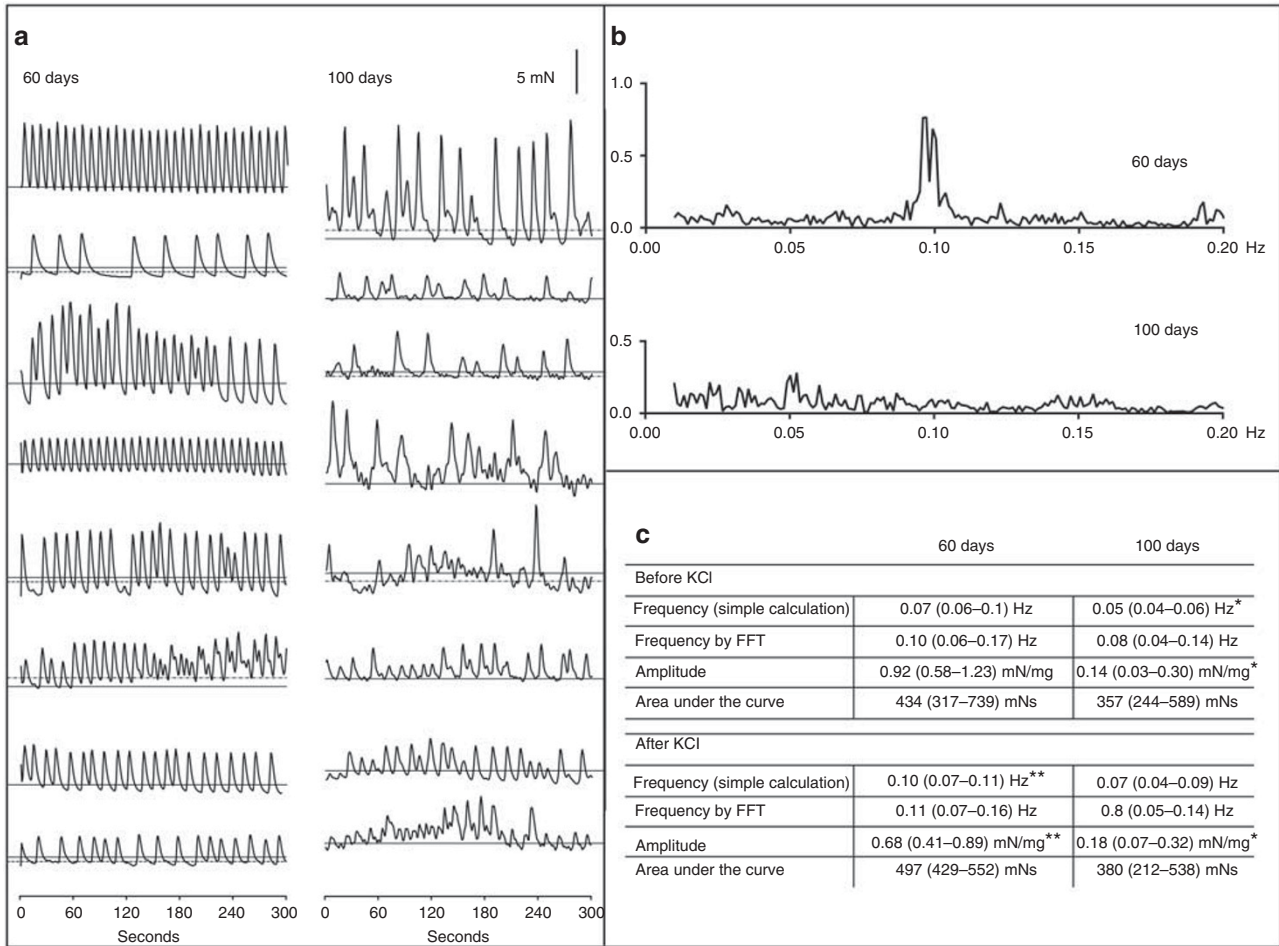 a
60 days
100 days
5 mN
0 60 120 180 240 300
Seconds
0 60 120 180 240 300
Seconds
b
1.0
0.5
0.0
60 days
0.00 0.05 0.10 0.15 0.20 Hz
0.5
0.0
100 days
0.00 0.05 0.10 0.15 0.20 Hz
c
60 days 100 days
Before KCl
Frequency (simple calculation) 0.07 (0.06–0.1) Hz 0.05 (0.04–0.06) Hz*
Frequency by FFT 0.10 (0.06–0.17) Hz 0.08 (0.04–0.14) Hz
Amplitude 0.92 (0.58–1.23) mN/mg 0.14 (0.03–0.30) mN/mg*
Area under the curve 434 (317–739) mNs 357 (244–589) mNs
After KCl
Frequency (simple calculation) 0.10 (0.07–0.11) Hz** 0.07 (0.04–0.09) Hz
Frequency by FFT 0.11 (0.07–0.16) Hz 0.8 (0.05–0.14) Hz
Amplitude 0.68 (0.41–0.89) mN/mg** 0.18 (0.07–0.32) mN/mg*
Area under the curve 497 (429–552) mNs 380 (212–538) mNs